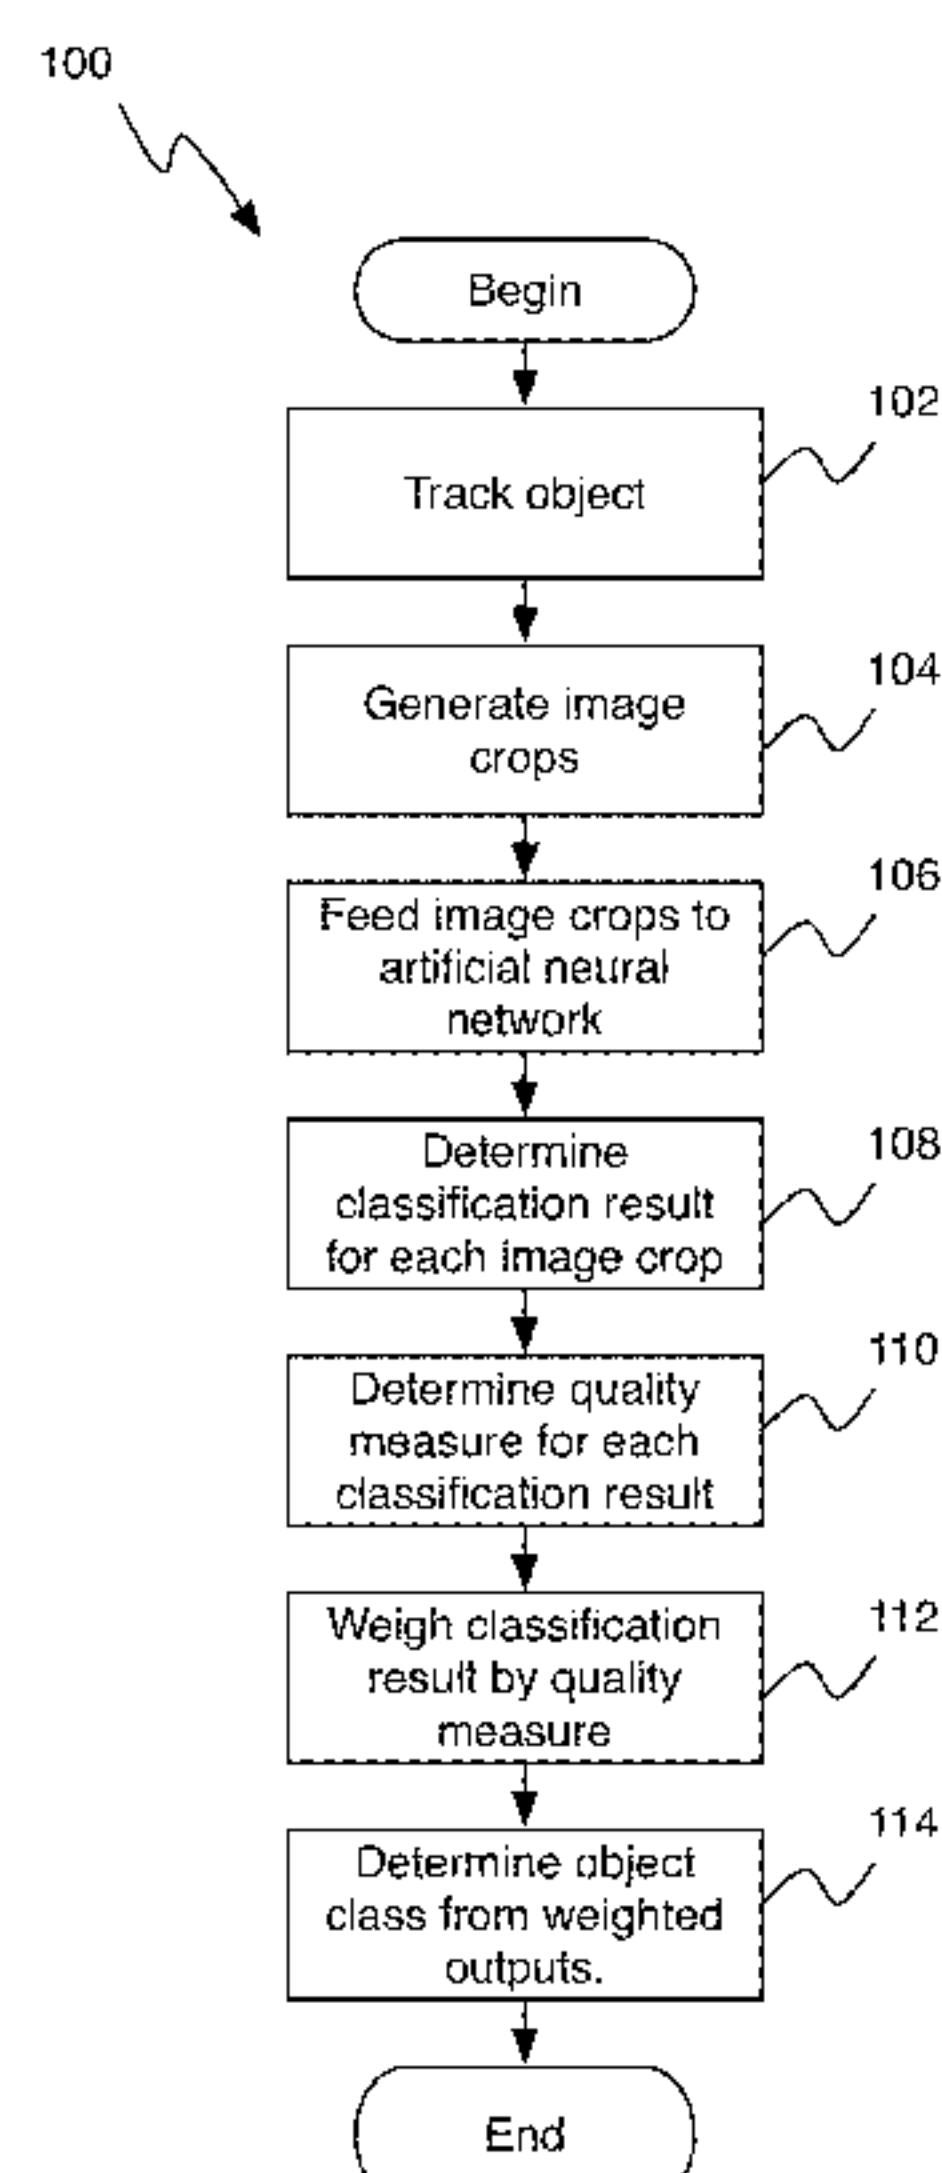 100
Begin
102
Track object
104
Generate image
crops
106
Feed image crops to
artificial neural
network
108
Determine
classification result
for each image crop
110
Determine quality
measure for each
classification result
112
Weigh classification
result by quality
measure
114
Determine object
class from weighted
outputs.
End